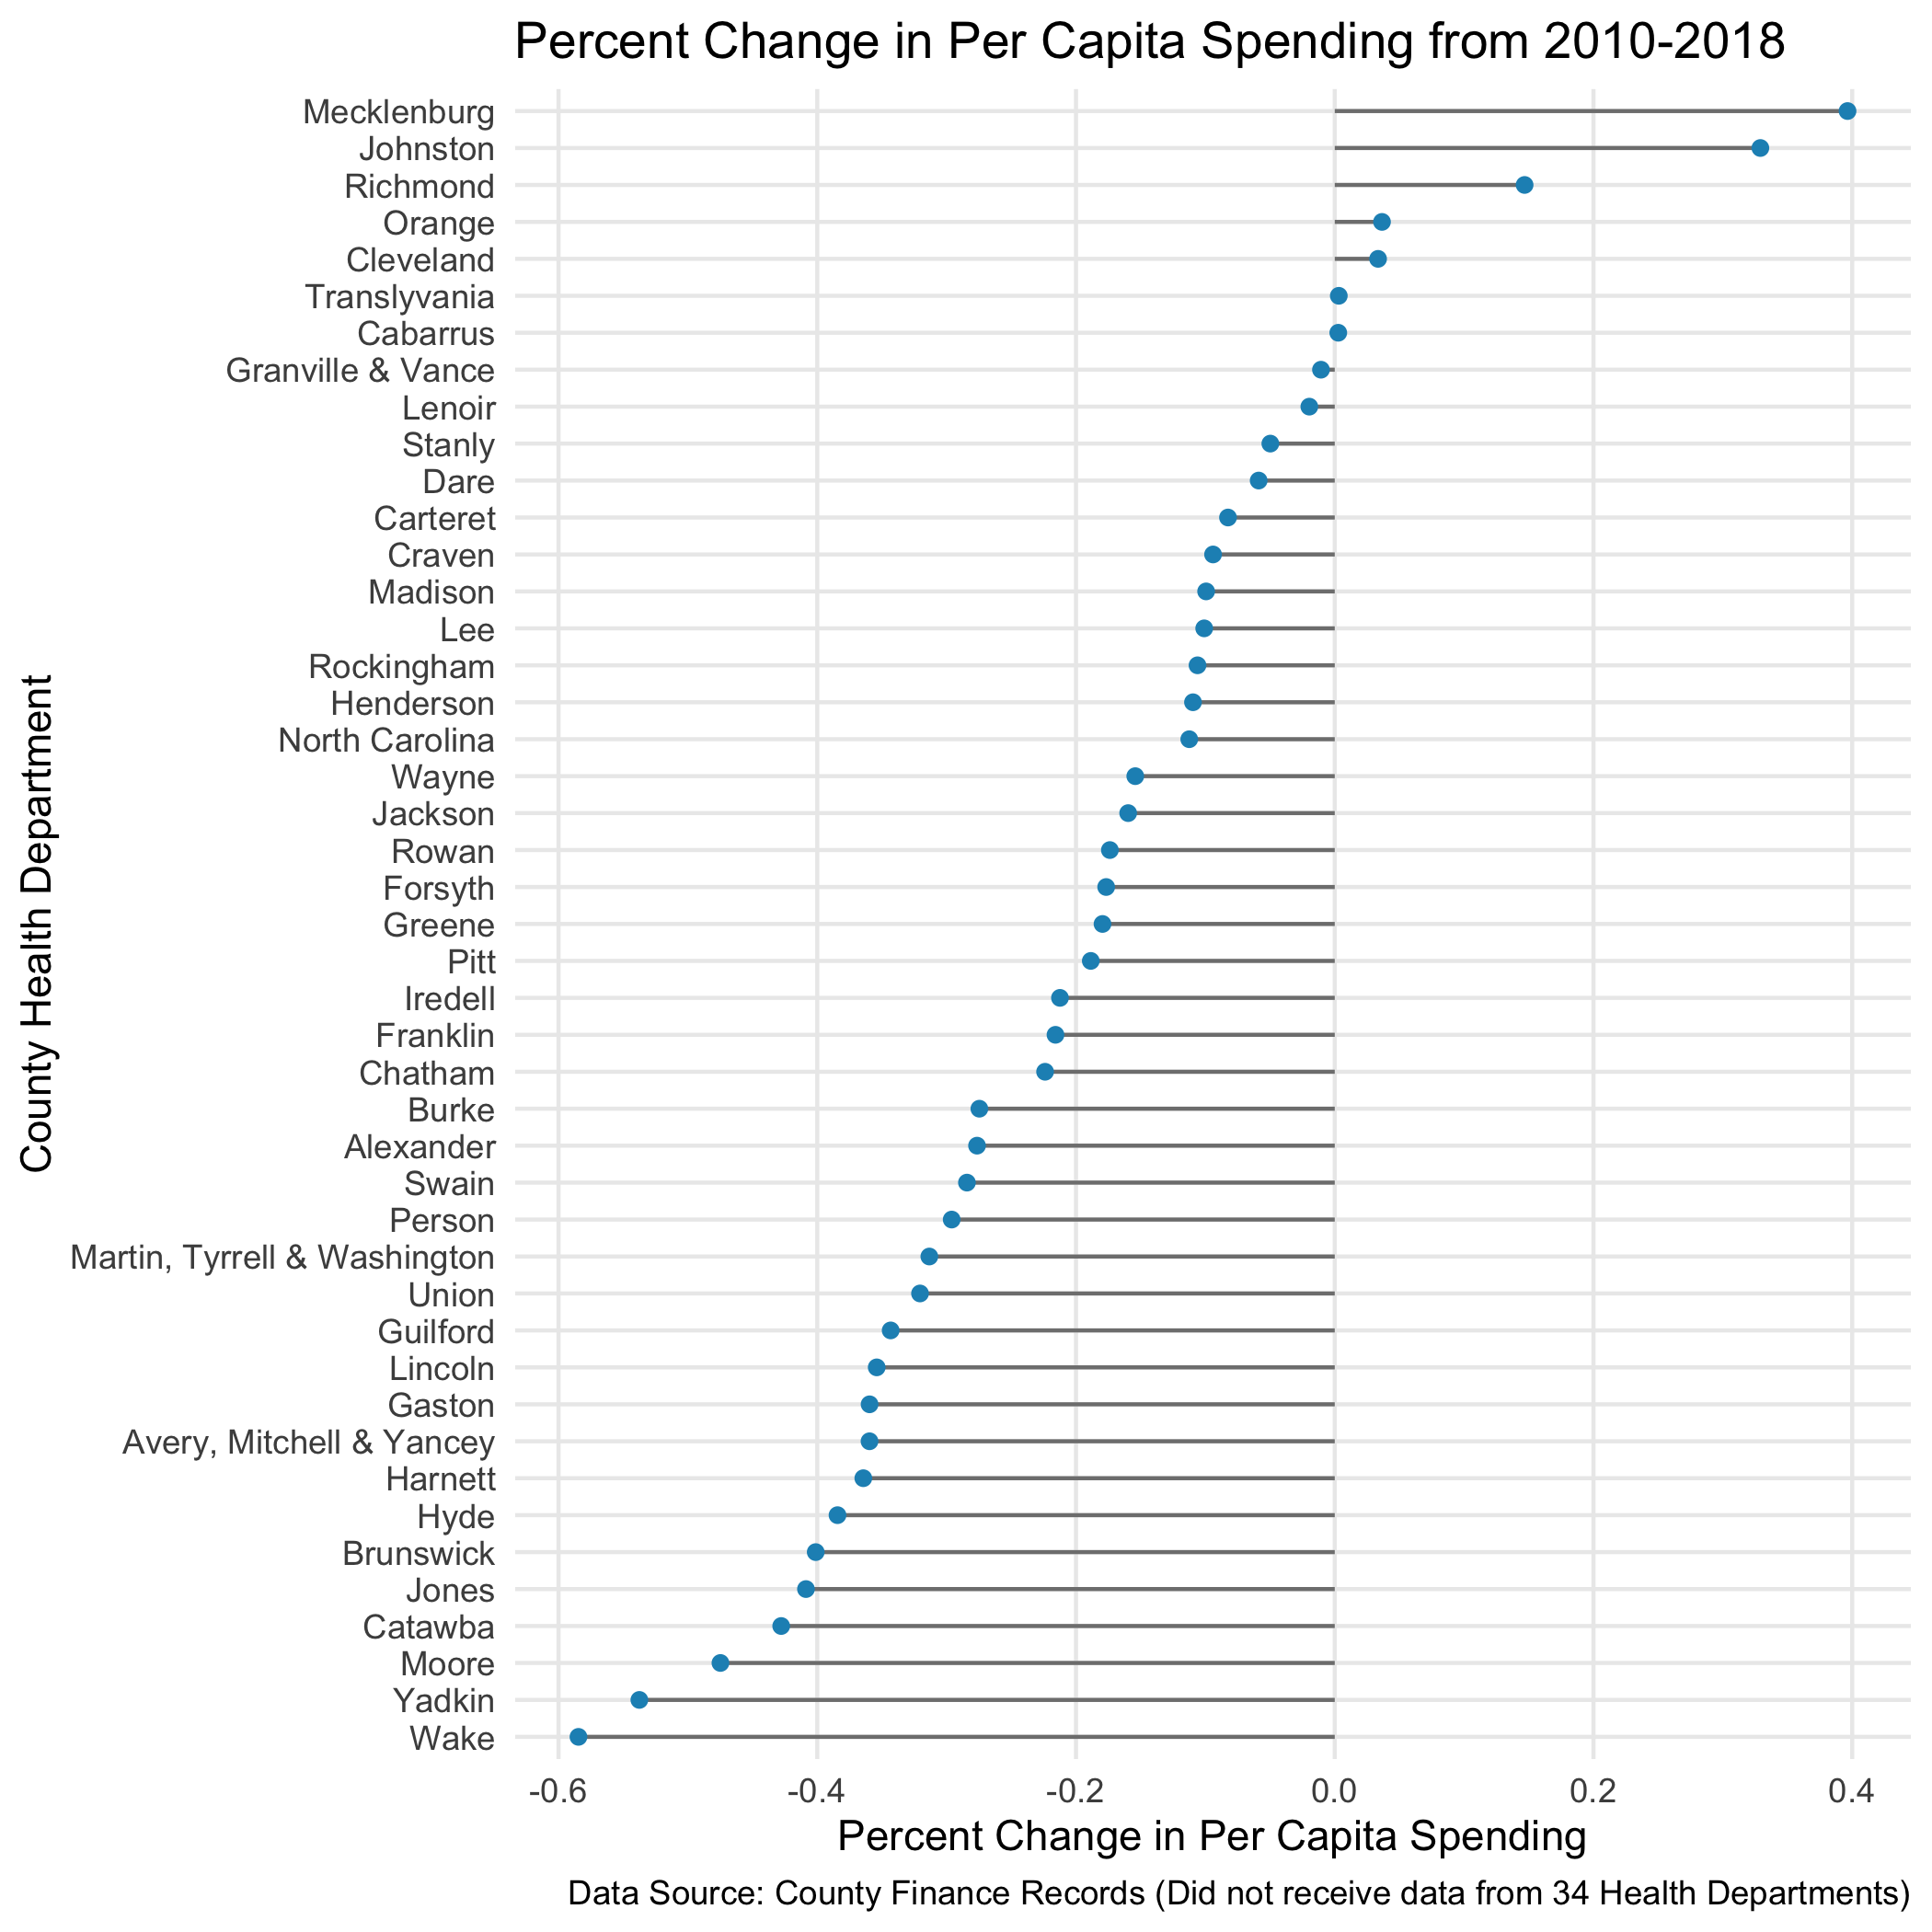 Percent Change in Per Capita Spending from 2010-2018
Mecklenburg
Johnston
Richmond
Orange
Cleveland
Translyvania
Cabarrus
Granville & Vance
Lenoir
Stanly
Dare
Carteret
Craven
Madison
Lee
Rockingham
Henderson
North Carolina
Wayne
Jackson
Rowan
Forsyth
Greene
Pitt
Iredell
Franklin
Chatham
Burke
Alexander
Swain
Person
Martin, Tyrrell & Washington
Union
Guilford
Lincoln
Gaston
Avery, Mitchell & Yancey
Harnett
Hyde
Brunswick
Jones
Catawba
Moore
Yadkin
Wake
County Health Department
-0.6 -0.4 -0.2 0.0 0.2 0.4
Percent Change in Per Capita Spending
Data Source: County Finance Records (Did not receive data from 34 Health Departments)